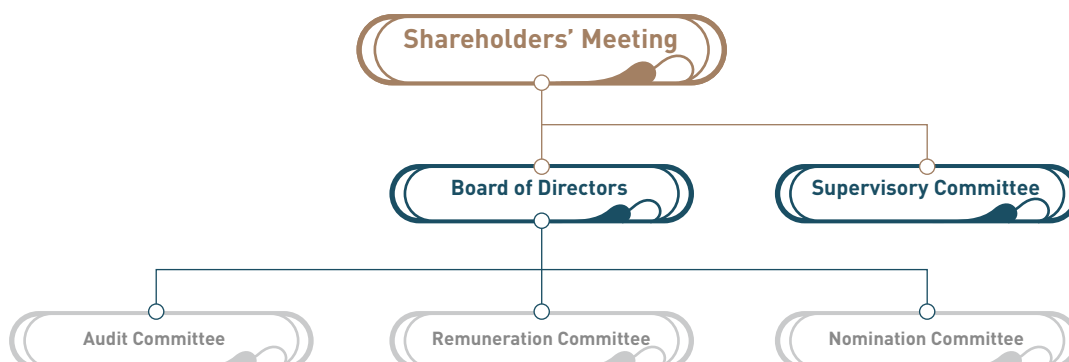 Shareholders’ Meeting
Board of Directors
Supervisory Committee
Audit Committee
Remuneration Committee
Nomination Committee